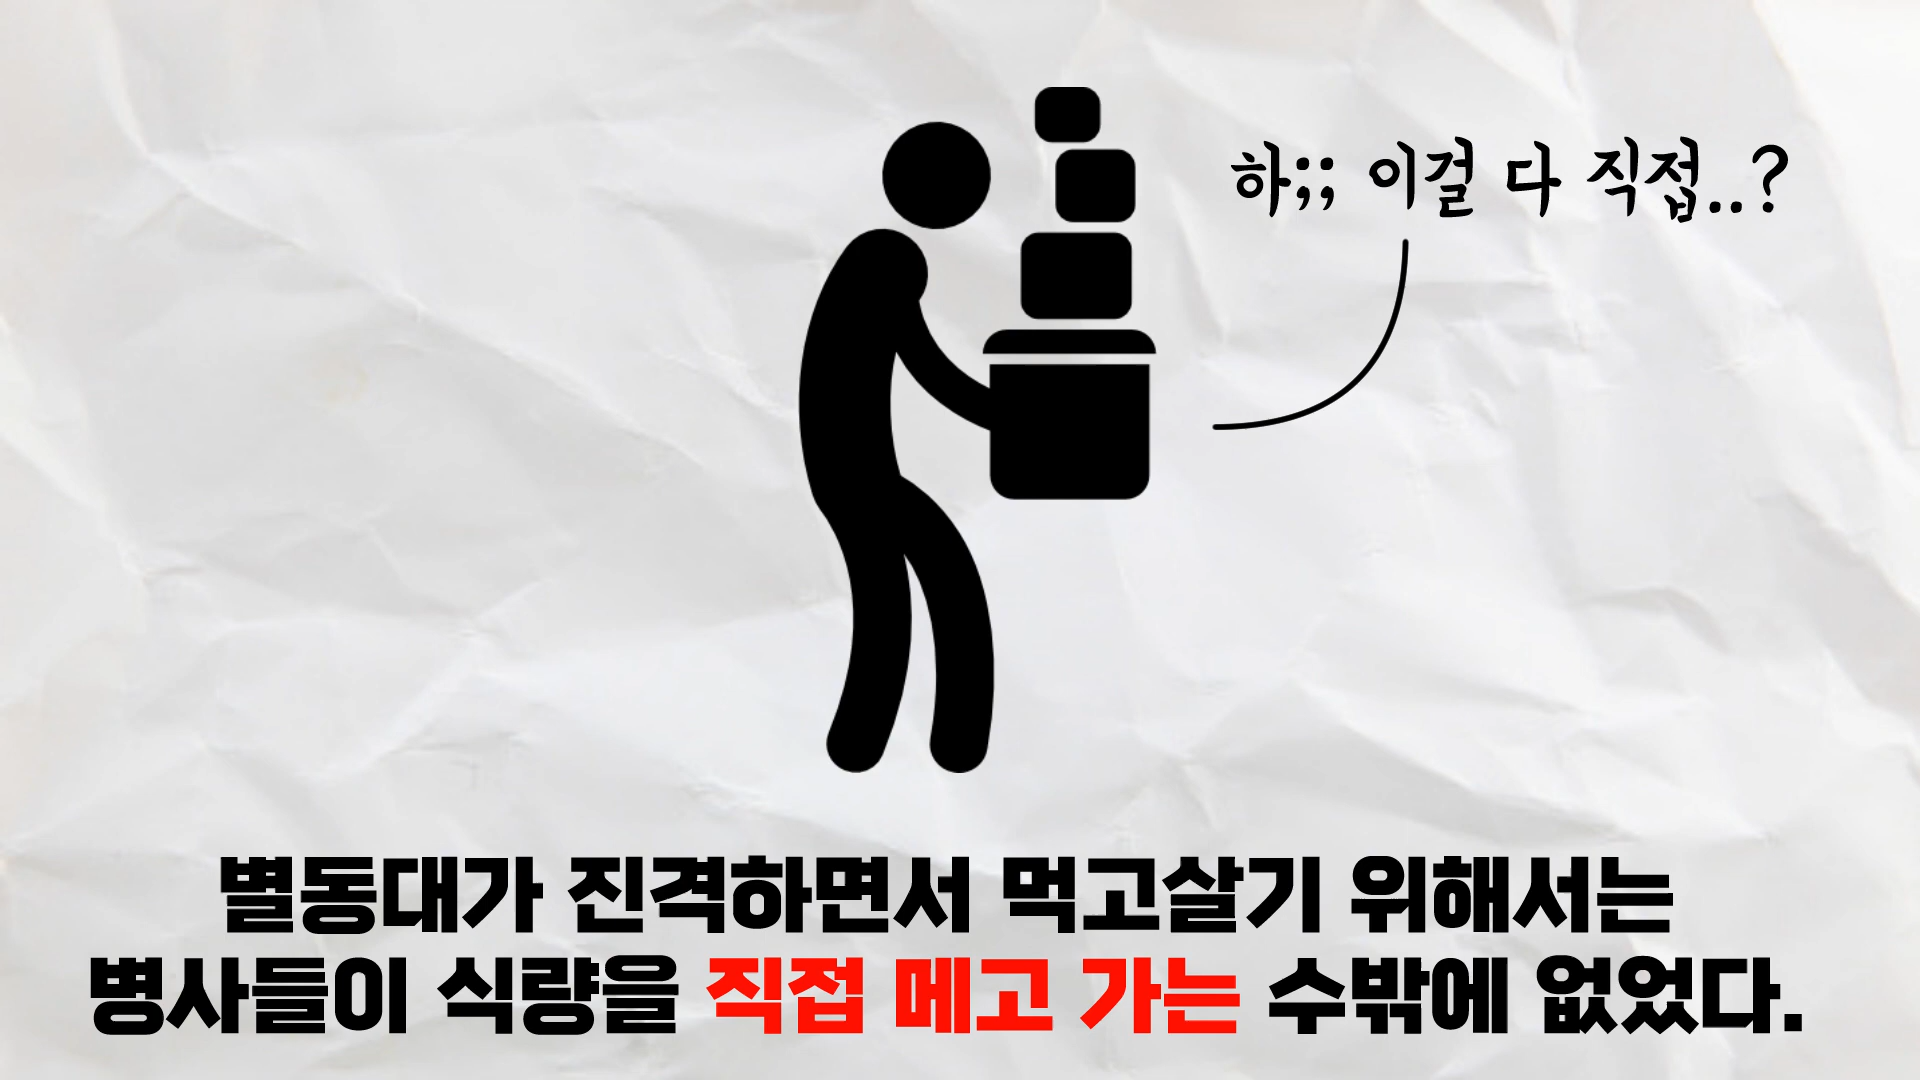 하;; 이걸 다 직접..?
별동대가 진격하면서 먹고살기 위해서는
병사들이 식량을 직접 메고 가는 수밖에 없었다.